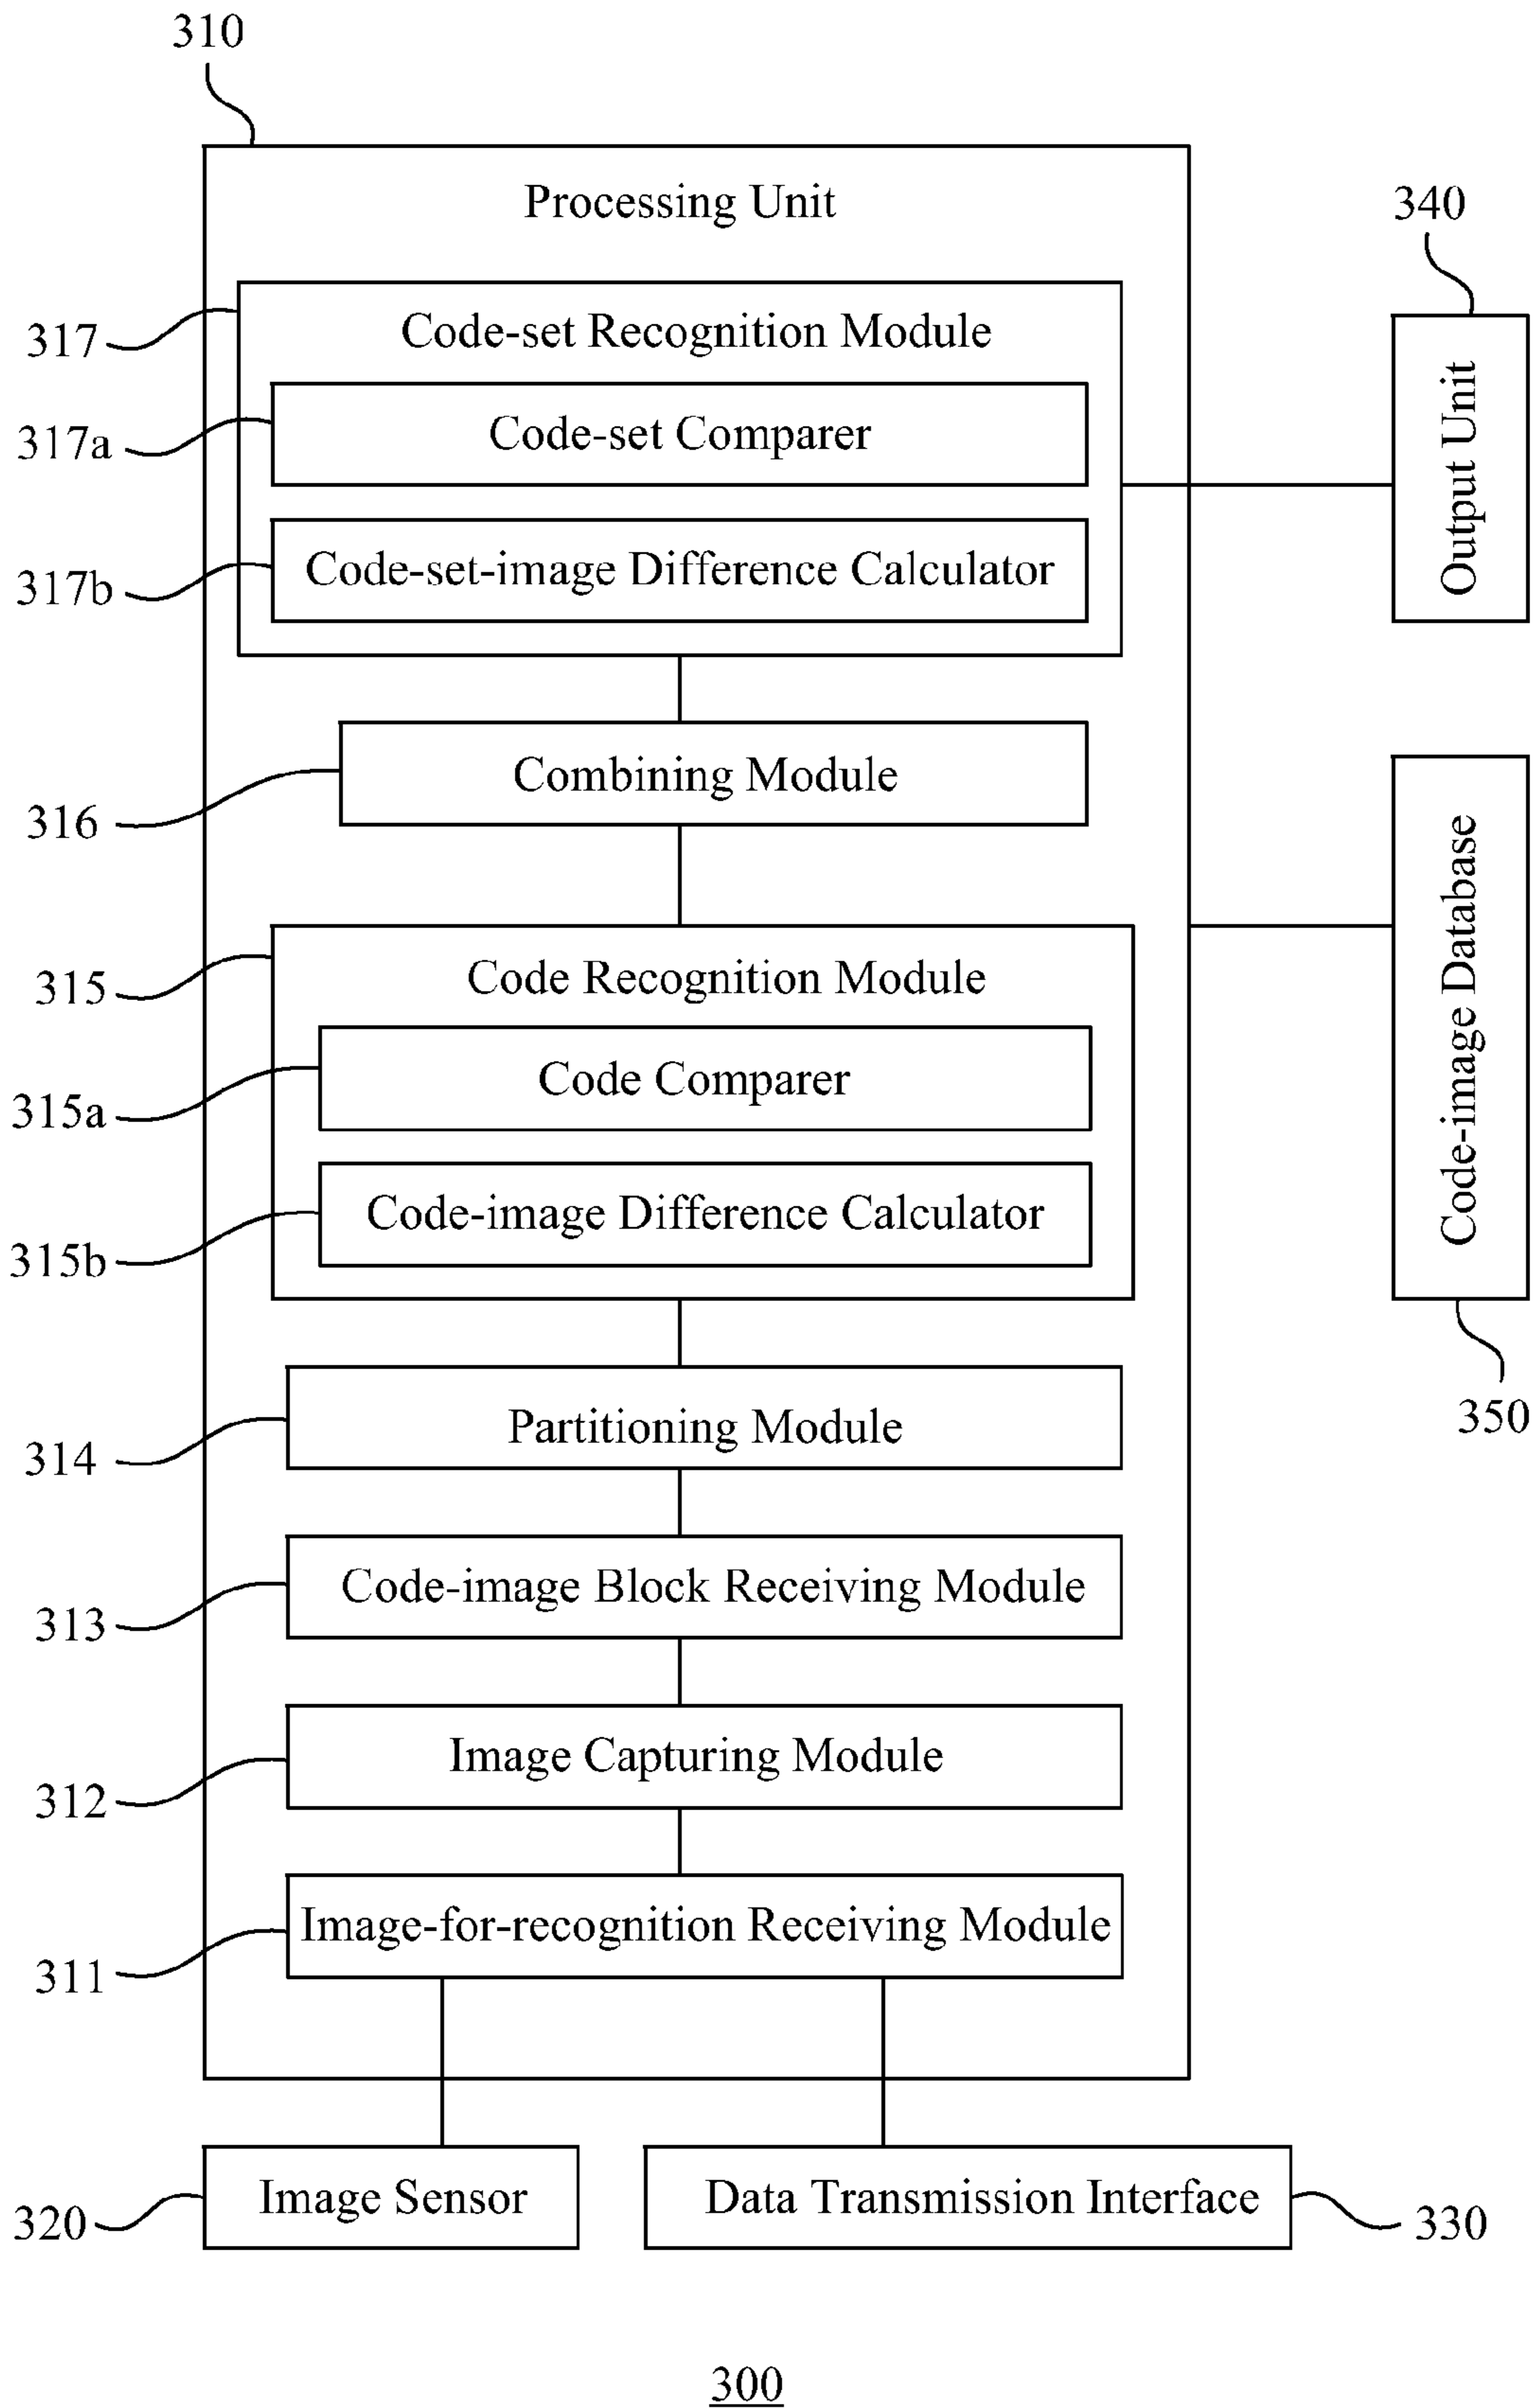 310
Processing Unit
340
317
Code-set Recognition Module
317a
Code-set Comparer
317b
Code-set-image Difference Calculator
Output Unit
316
Combining Module
315
Code Recognition Module
315a
Code Comparer
315b
Code-image Difference Calculator
Code-image Database
350
314
Partitioning Module
313
Code-image Block Receiving Module
312
Image Capturing Module
311
Image-for-recognition Receiving Module
320
Image Sensor
Data Transmission Interface
330
300